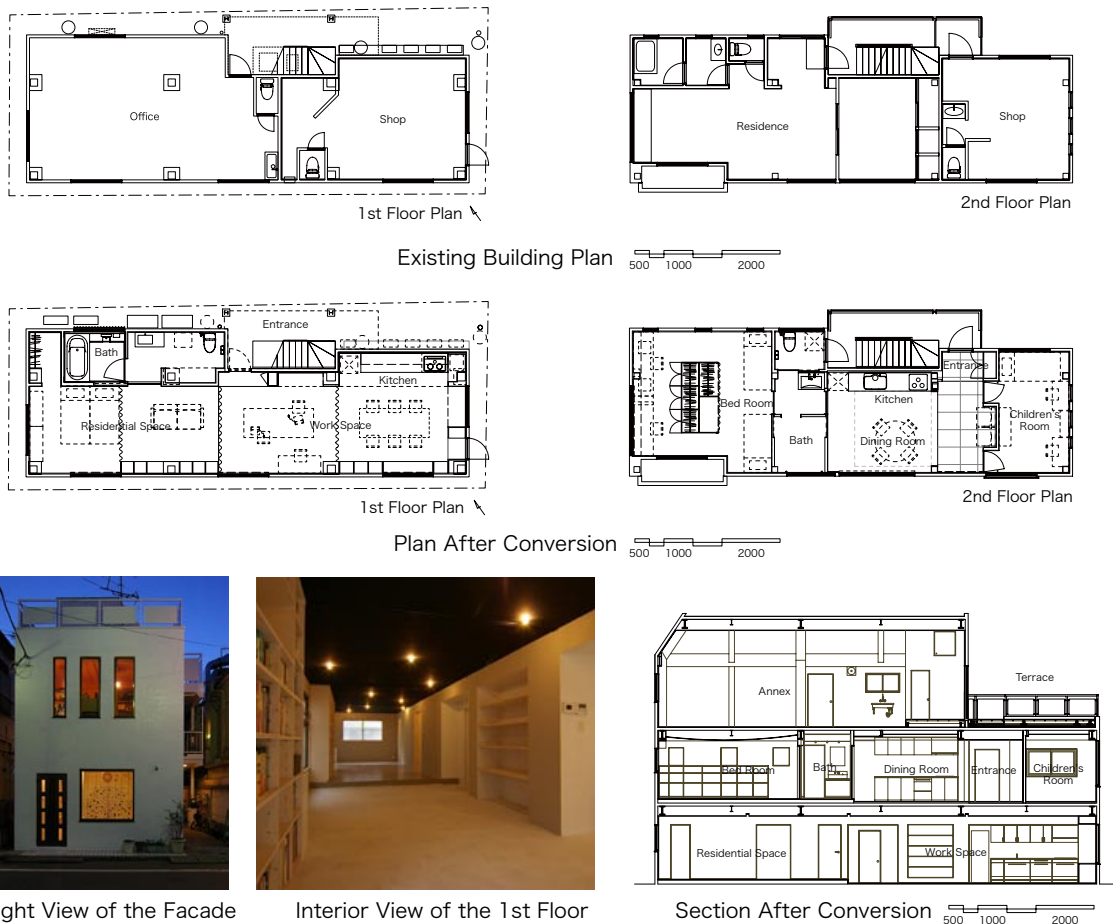 Office
Shop
Residence
Shop
1st Floor Plan
2nd Floor Plan
Existing Building Plan
500 1000 2000
Entrance
Bath
Kitchen
Residential Space
Work Space
Entrance
Bed Room
Kitchen
Children's
Room
Bath
Dining Room
1st Floor Plan
2nd Floor Plan
Plan After Conversion
500 1000 2000
Terrace
Annex
Bed Room
Bath
Dining Room
Entrance
Children's
Room
Residential Space
Work Space
ght View of the Facade
Interior View of the 1st Floor
Section After Conversion
500 1000 2000